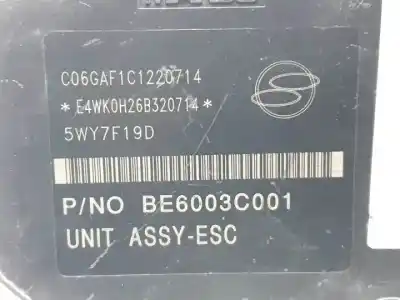 C06GAF1C1220714
*E4WK0H26B320714*
5WY7F19D
P/NO BE6003C001
UNIT ASSY-ESC